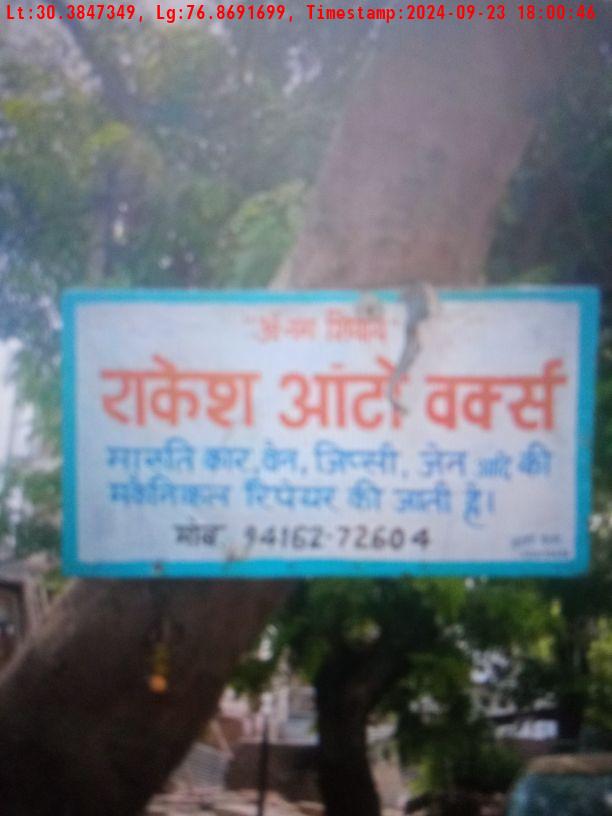 Lt:30.3847349, Lg:76.8691699, Timestamp:2024-09-23 18:00:46
राकेश ऑटो वर्क्स
मारुति कार, वेन, जिप्सी, जेन आदि की
मकैनिकल रिपेयर की जाती है।
मोब 94162-72604